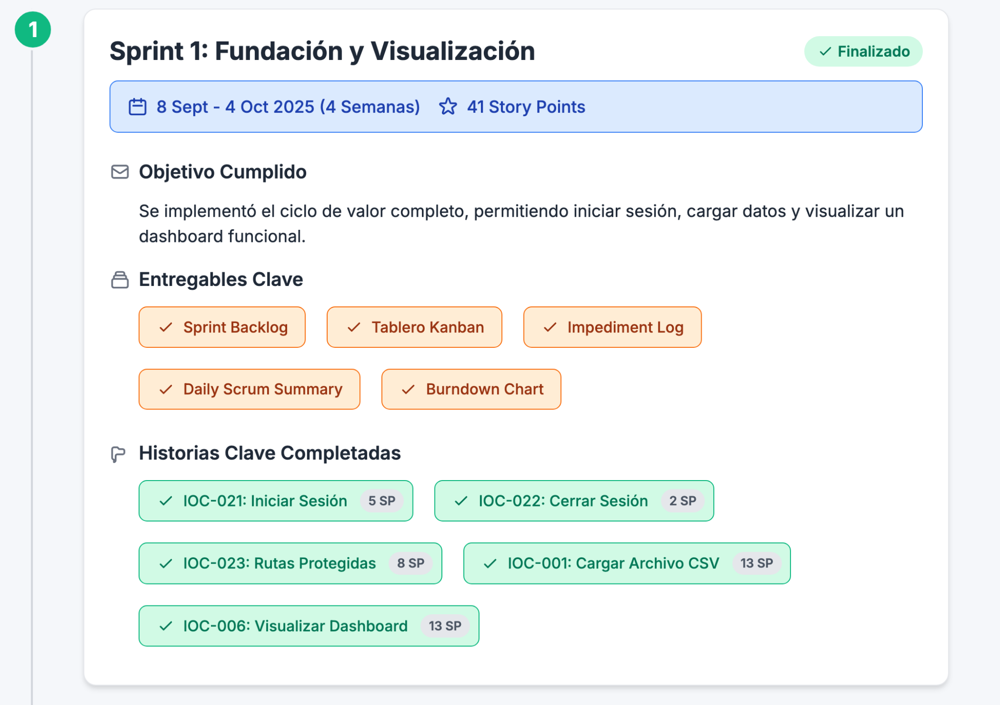 1
Sprint 1: Fundación y Visualización
Finalizado
8 Sept - 4 Oct 2025 (4 Semanas) 41 Story Points
Objetivo Cumplido
Se implementó el ciclo de valor completo, permitiendo iniciar sesión, cargar datos y visualizar un
dashboard funcional.
Entregables Clave
Sprint Backlog
Tablero Kanban
Impediment Log
Daily Scrum Summary
Burndown Chart
Historias Clave Completadas
IOC-021: Iniciar Sesión 5 SP
IOC-022: Cerrar Sesión 2 SP
IOC-023: Rutas Protegidas 8 SP
IOC-001: Cargar Archivo CSV 13 SP
IOC-006: Visualizar Dashboard 13 SP